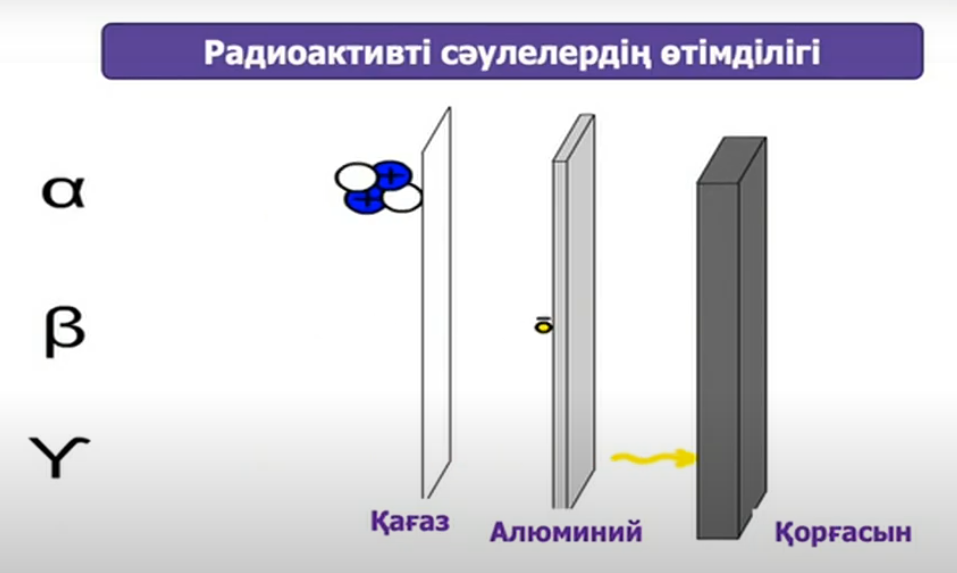 Радиоактивті сәулелердің өтімділігі
α
β
ϒ
Қағаз
Алюминий
Қорғасын